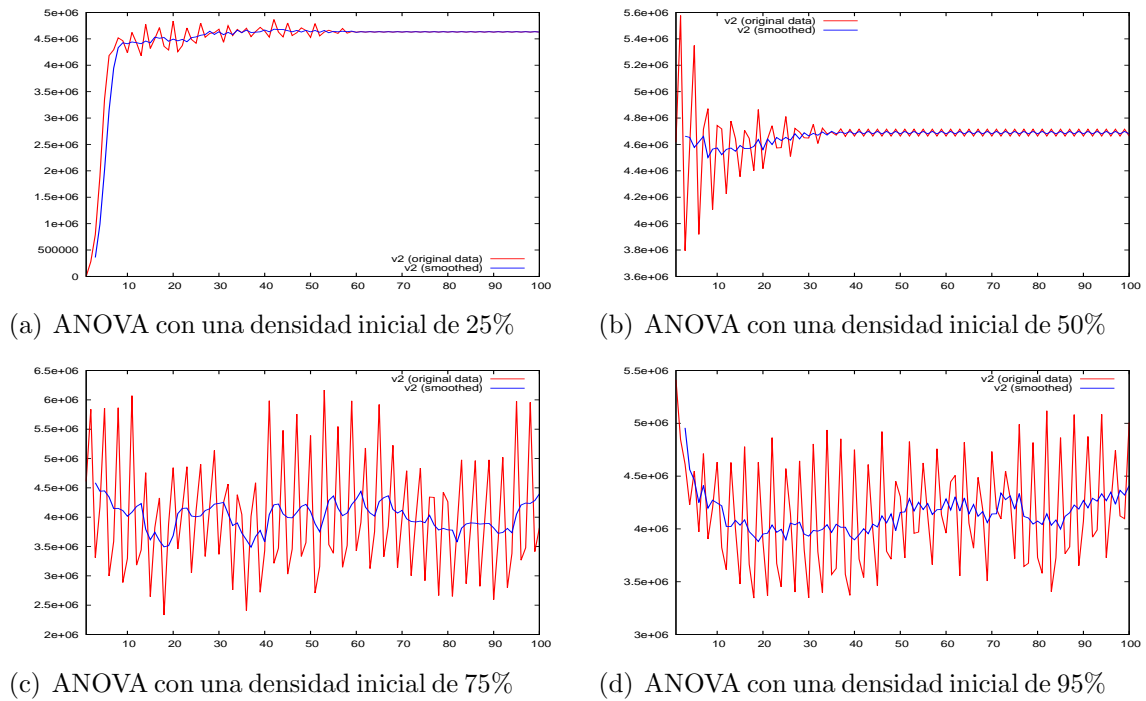 5e+06
4.5e+06
4e+06
3.5e+06
3e+06
2.5e+06
2e+06
1.5e+06
1e+06
500000
0
v2 (original data)
v2 (smoothed)
10 20 30 40 50 60 70 80 90 100
(a) ANOVA con una densidad inicial de 25%
5.6e+06
5.4e+06
5.2e+06
5e+06
4.8e+06
4.6e+06
4.4e+06
4.2e+06
4e+06
3.8e+06
3.6e+06
v2 (original data)
v2 (smoothed)
10 20 30 40 50 60 70 80 90 100
(b) ANOVA con una densidad inicial de 50%
6.5e+06
6e+06
5.5e+06
5e+06
4.5e+06
4e+06
3.5e+06
3e+06
2.5e+06
2e+06
v2 (original data)
v2 (smoothed)
10 20 30 40 50 60 70 80 90 100
(c) ANOVA con una densidad inicial de 75%
5.5e+06
5e+06
4.5e+06
4e+06
3.5e+06
3e+06
v2 (original data)
v2 (smoothed)
10 20 30 40 50 60 70 80 90 100
(d) ANOVA con una densidad inicial de 95%